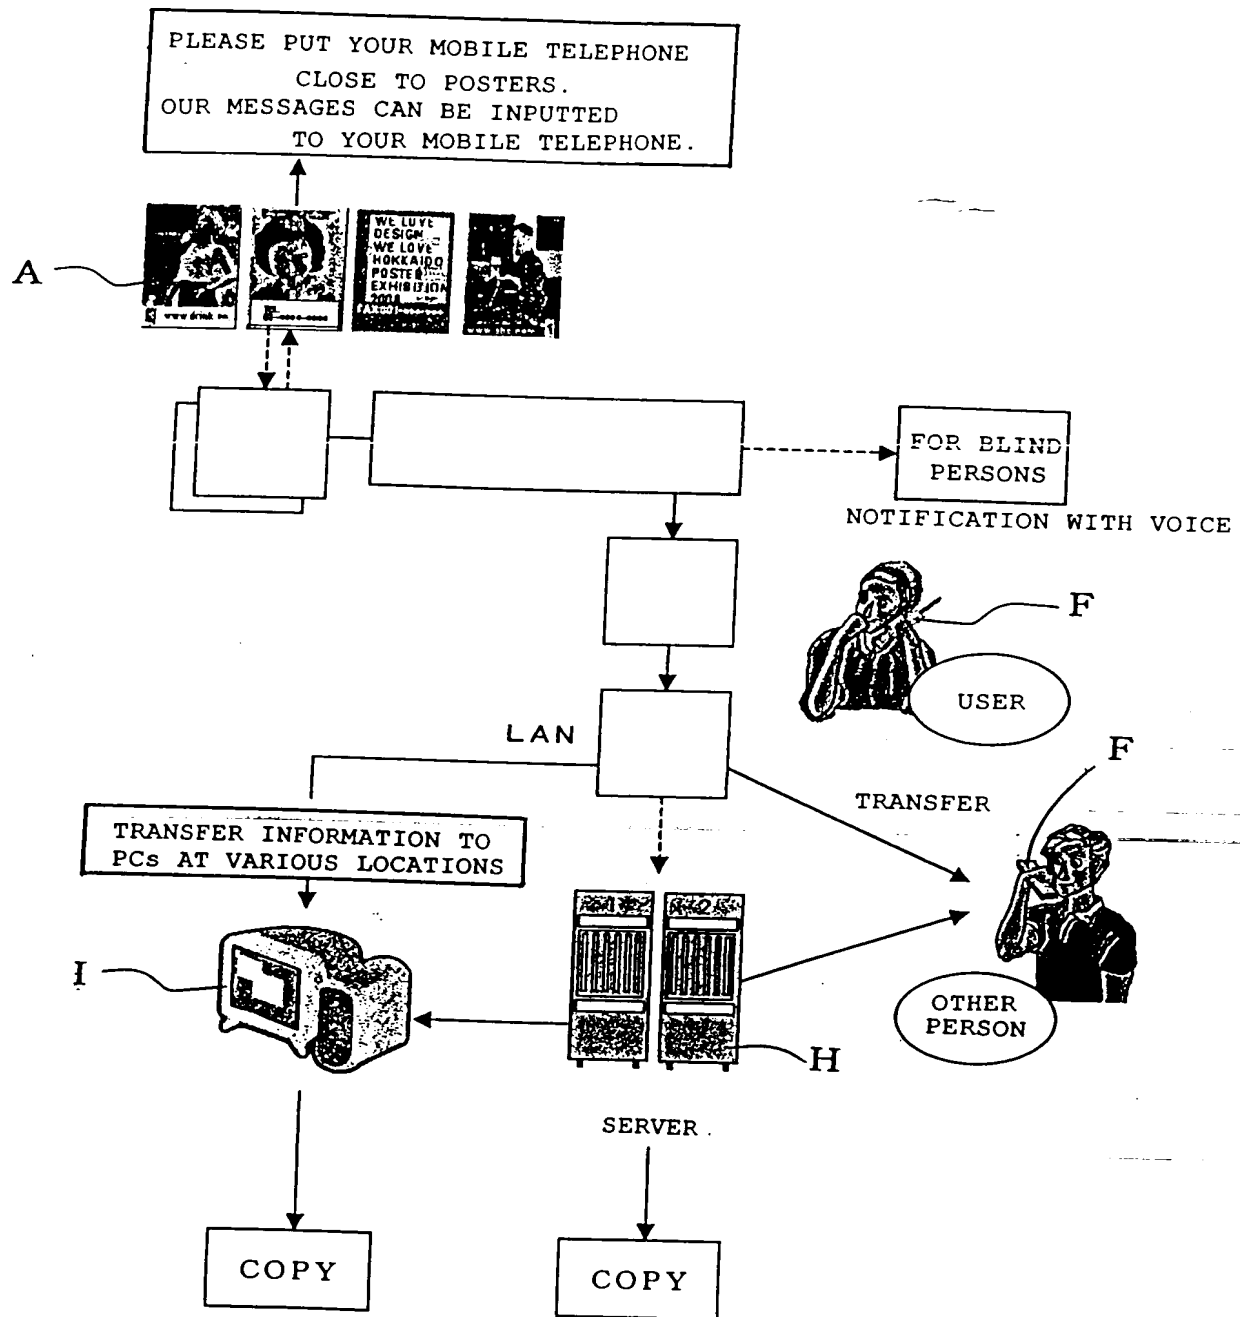 PLEASE PUT YOUR MOBILE TELEPHONE
CLOSE TO POSTERS.
OUR MESSAGES CAN BE INPUTTED
TO YOUR MOBILE TELEPHONE.
A
www.drink
WE LOVE
DESIGN
WE LOVE
HOKKAIDO
POSTER
EXHIBITION
FOR BLIND
PERSONS
NOTIFICATION WITH VOICE
F
USER
LAN
F
TRANSFER
TRANSFER INFORMATION TO
PCs AT VARIOUS LOCATIONS
I
OTHER
PERSON
H
SERVER
COPY
COPY